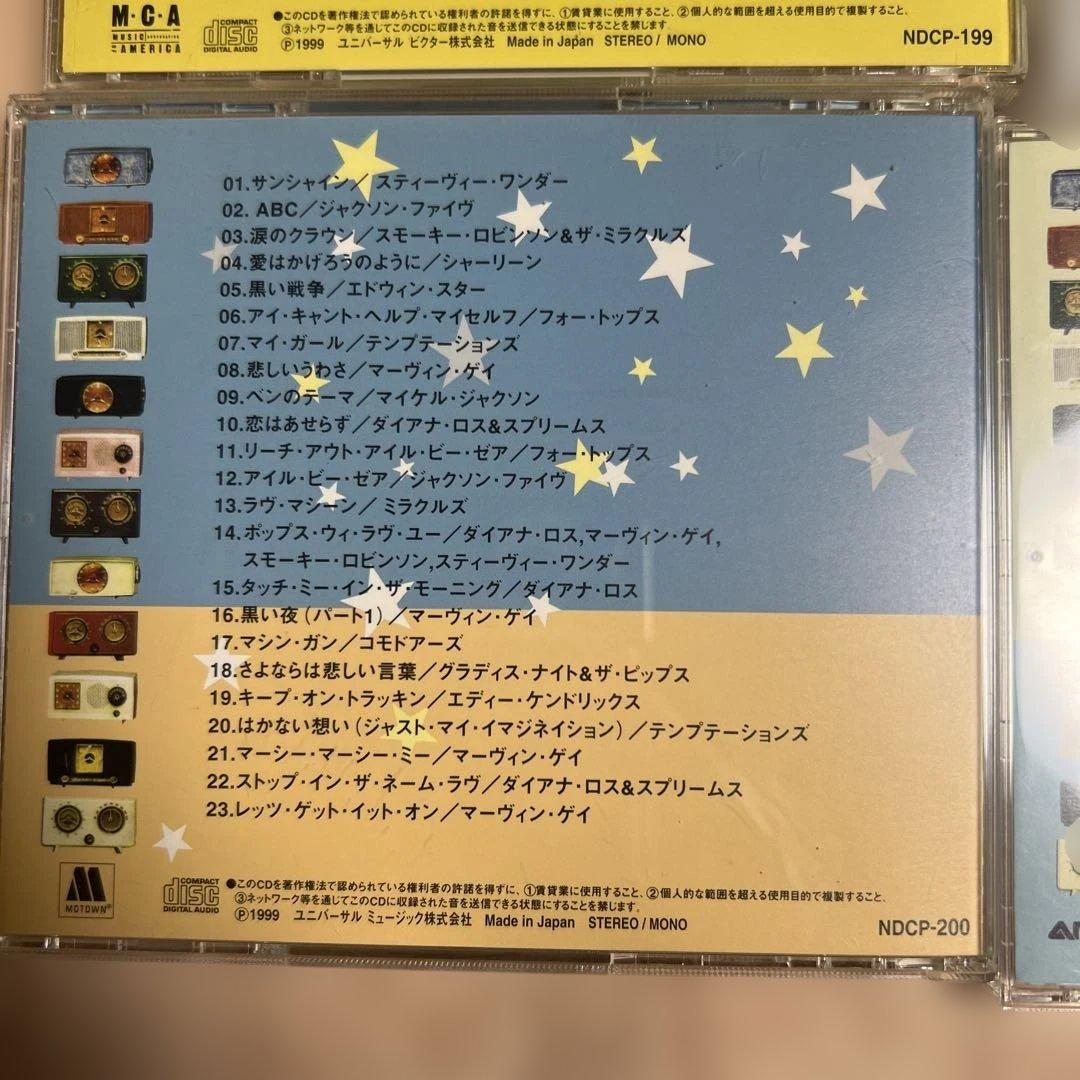 M・C・A
MUSIC CORPORATION
OF AMERICA
COMPACT
disc
DIGITAL AUDIO
●このCDを著作権法で認められている権利者の許諾を得ずに、①賃貸業に使用すること、②個人的な範囲を超える使用目的で複製すること、
③ネットワーク等を通じてこのCDに収録された音を送信できる状態にすることを禁じます
Ⓟ1999 ユニバーサル ビクター株式会社 Made in Japan STEREO / MONO
NDCP-199
01.サンシャイン／スティーヴィー・ワンダー
02. ABC／ジャクソン・ファイヴ
03.涙のクラウン／スモーキー・ロビンソン&ザ・ミラクルズ
04.愛はかげろうのように／シャーリーン
05.黒い戦争／エドウィン・スター
06.アイ・キャント・ヘルプ・マイセルフ／フォー・トップス
07.マイ・ガール／テンプテーションズ
08.悲しいうわさ／マーヴィン・ゲイ
09.ベンのテーマ／マイケル・ジャクソン
10.恋はあせらず／ダイアナ・ロス&スプリームス
11.リーチ・アウト・アイル・ビー・ゼア／フォー・トップス
12.アイル・ビー・ゼア／ジャクソン・ファイヴ
13.ラヴ・マシーン／ミラクルズ
14.ポップス・ウィ・ラヴ・ユー／ダイアナ・ロス,マーヴィン・ゲイ,
スモーキー・ロビンソン,スティーヴィー・ワンダー
15.タッチ・ミー・イン・ザ・モーニング／ダイアナ・ロス
16.黒い夜（パート1）／マーヴィン・ゲイ
17.マシン・ガン／コモドアーズ
18.さよならは悲しい言葉／グラディス・ナイト&ザ・ピップス
19.キープ・オン・トラッキン／エディー・ケンドリックス
20.はかない想い（ジャスト・マイ・イマジネイション）／テンプテーションズ
21.マーシー・マーシー・ミー／マーヴィン・ゲイ
22.ストップ・イン・ザ・ネーム・ラヴ／ダイアナ・ロス&スプリームス
23.レッツ・ゲット・イット・オン／マーヴィン・ゲイ
MOTOWN®
COMPACT
disc
DIGITAL AUDIO
●このCDを著作権法で認められている権利者の許諾を得ずに、①賃貸業に使用すること、②個人的な範囲を超える使用目的で複製すること、
③ネットワーク等を通じてこのCDに収録された音を送信できる状態にすることを禁じます。
Ⓟ1999 ユニバーサル ミュージック株式会社 Made in Japan STEREO / MONO
NDCP-200